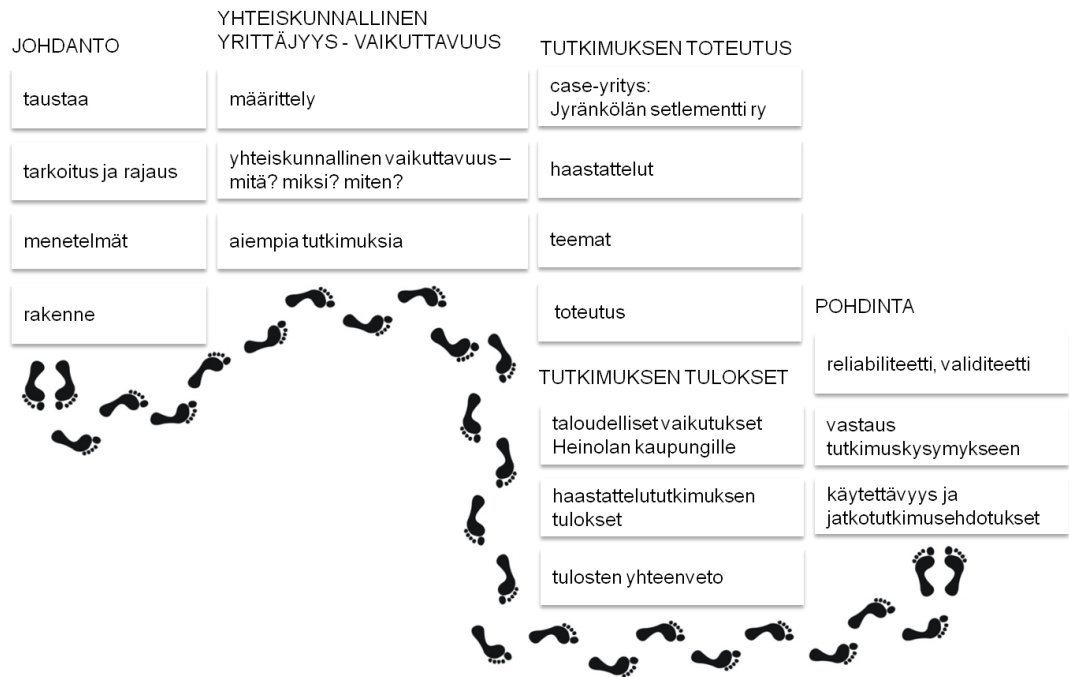 JOHDANTO
taustaa
tarkoitus ja rajaus
menetelmät
rakenne
YHTEISKUNNALLINEN
YRITTÄJYYS - VAIKUTTAVUUS
määrittely
yhteiskunnallinen vaikuttavuus –
mitä? miksi? miten?
aiempia tutkimuksia
TUTKIMUKSEN TOTEUTUS
case-yritys:
Jyränkölän setlementti ry
haastattelut
teemat
toteutus
TUTKIMUKSEN TULOKSET
taloudelliset vaikutukset
Heinolan kaupungille
haastattelututkimuksen
tulokset
tulosten yhteenveto
POHDINTA
reliabiliteetti, validiteetti
vastaus
tutkimuskysymykseen
käytettävyys ja
jatkotutkimusehdotukset